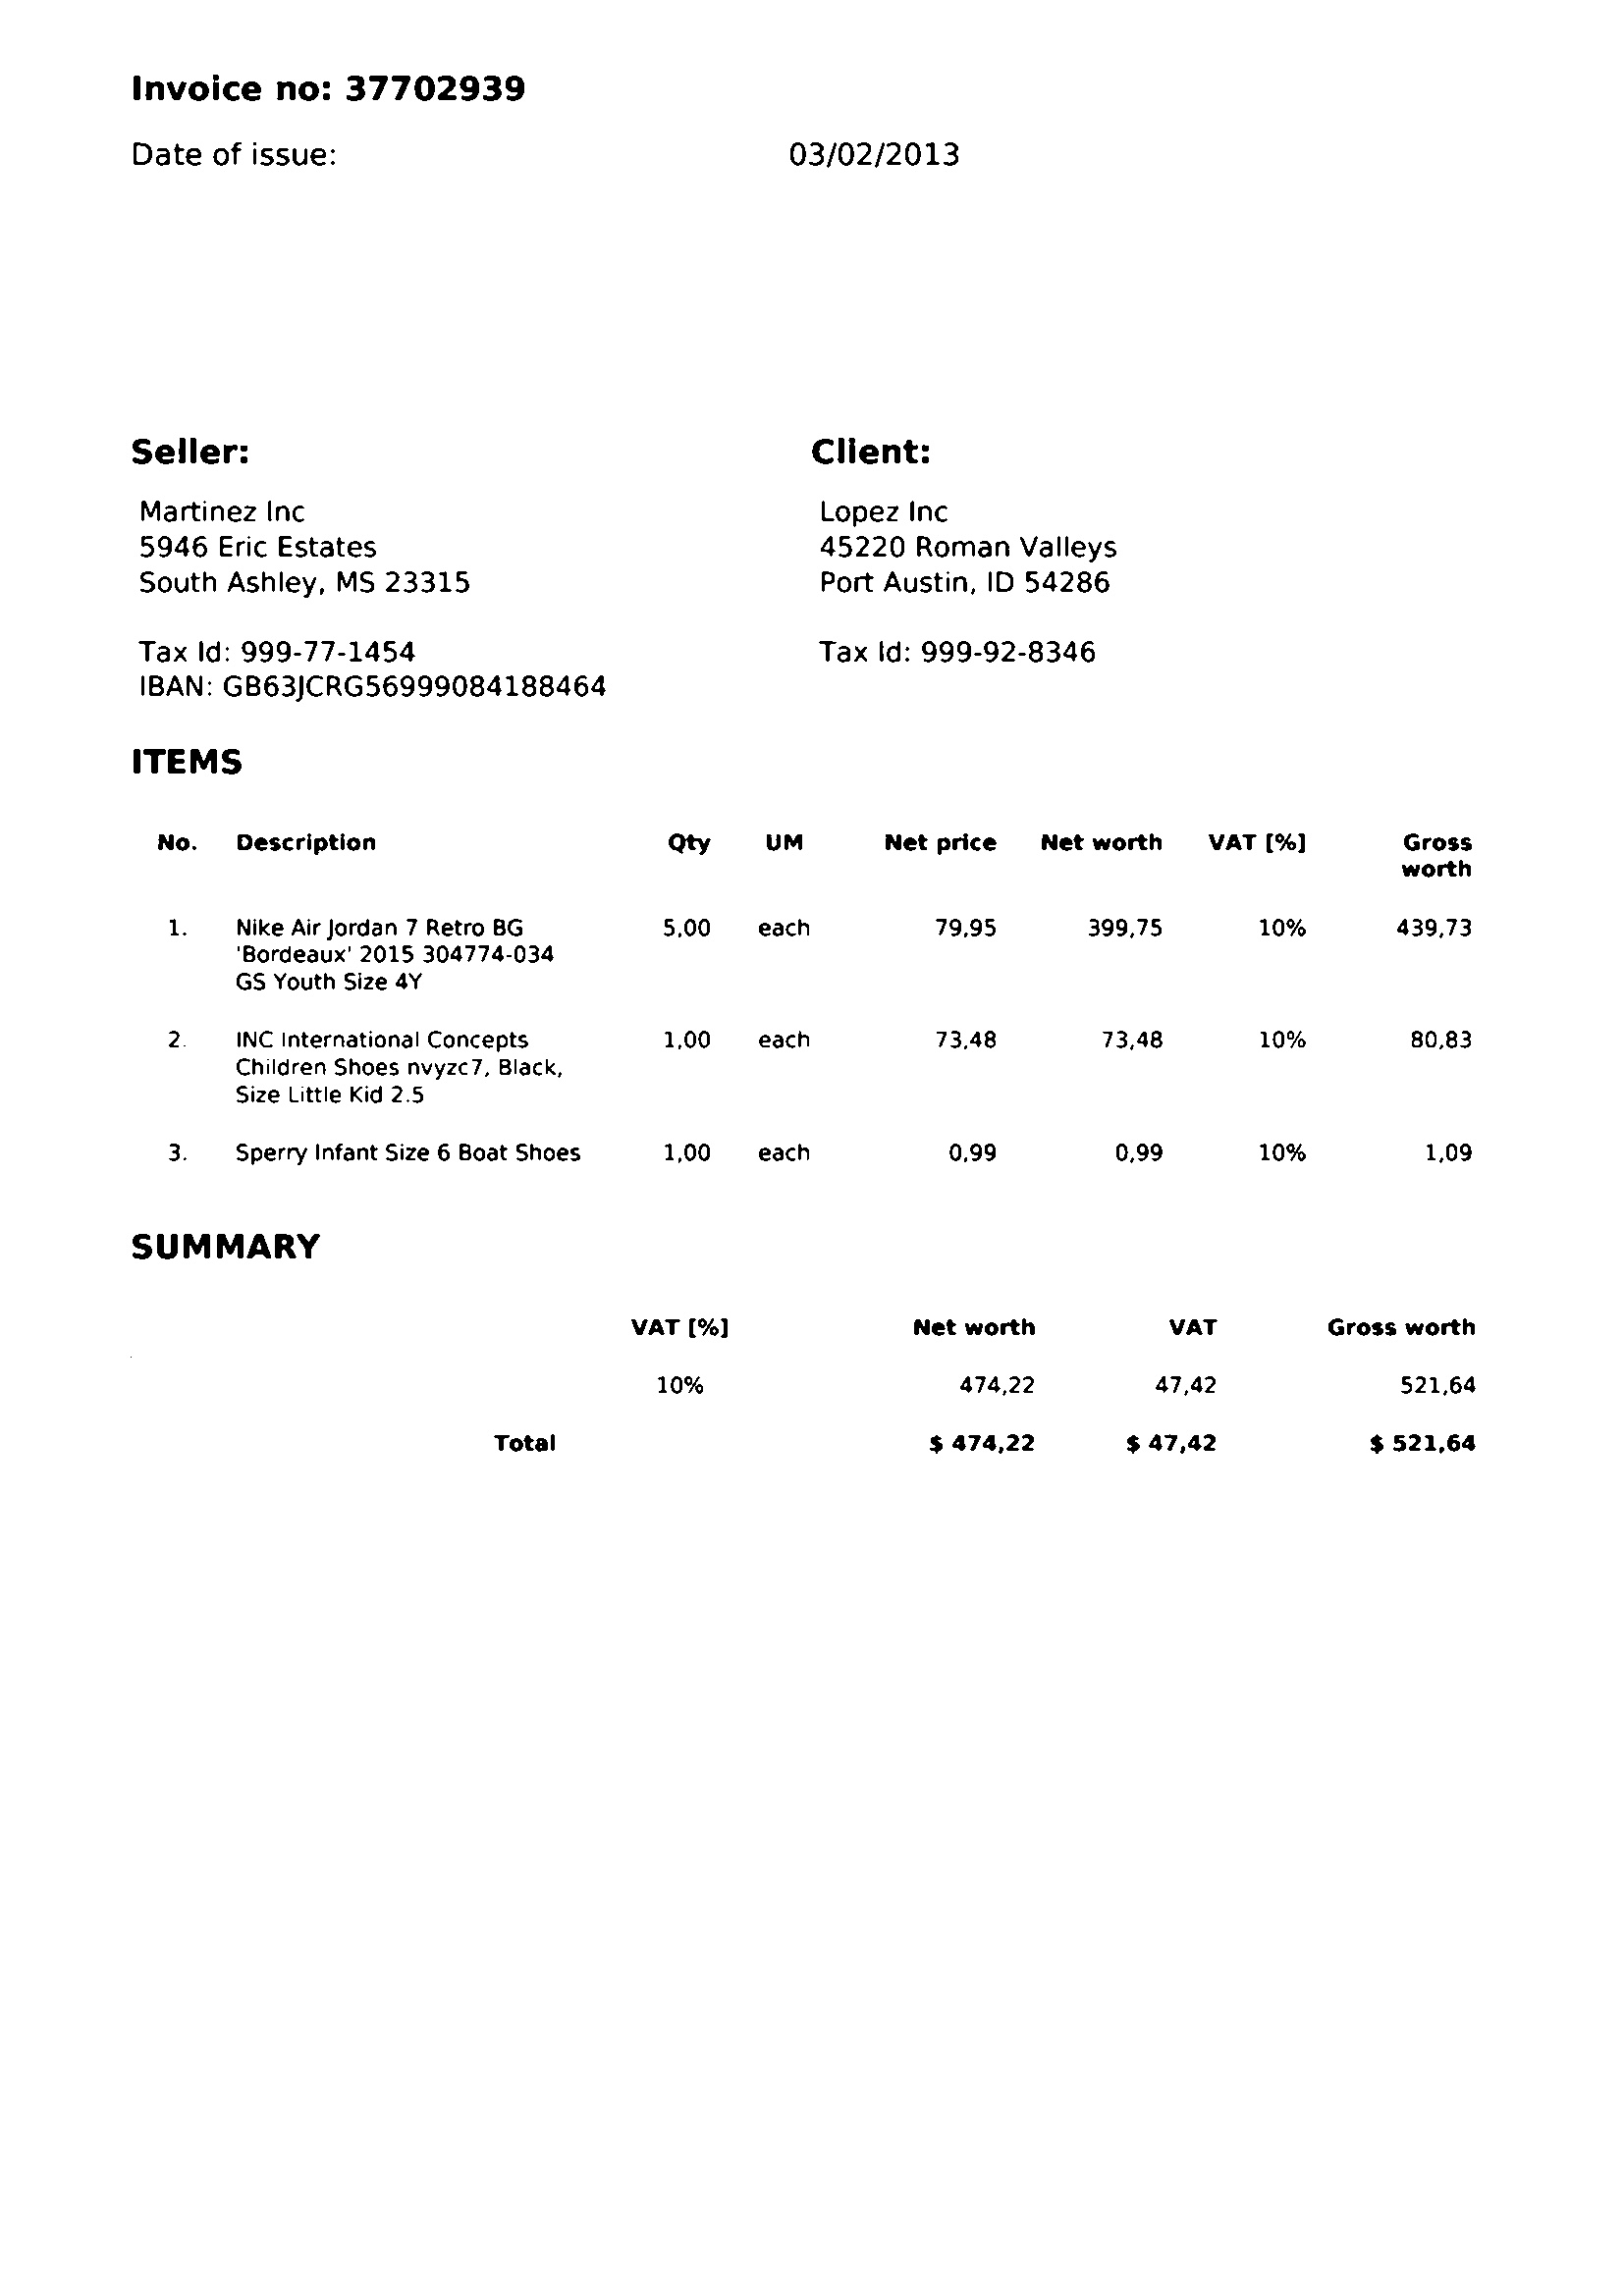 Invoice no: 37702939
Date of issue: 03/02/2013
Seller:
Martinez Inc
5946 Eric Estates
South Ashley, MS 23315
Tax Id: 999-77-1454
IBAN: GB63JCRG56999084188464
Client:
Lopez Inc
45220 Roman Valleys
Port Austin, ID 54286
Tax Id: 999-92-8346
ITEMS
No. Description Qty UM Net price Net worth VAT [%] Gross
worth
1. Nike Air Jordan 7 Retro BG 5,00 each 79,95 399,75 10% 439,73
'Bordeaux' 2015 304774-034
GS Youth Size 4Y
2. INC International Concepts 1,00 each 73,48 73,48 10% 80,83
Children Shoes nvyzc7, Black,
Size Little Kid 2.5
3. Sperry Infant Size 6 Boat Shoes 1,00 each 0,99 0,99 10% 1,09
SUMMARY
VAT [%] Net worth VAT Gross worth
10% 474,22 47,42 521,64
Total $ 474,22 $ 47,42 $ 521,64